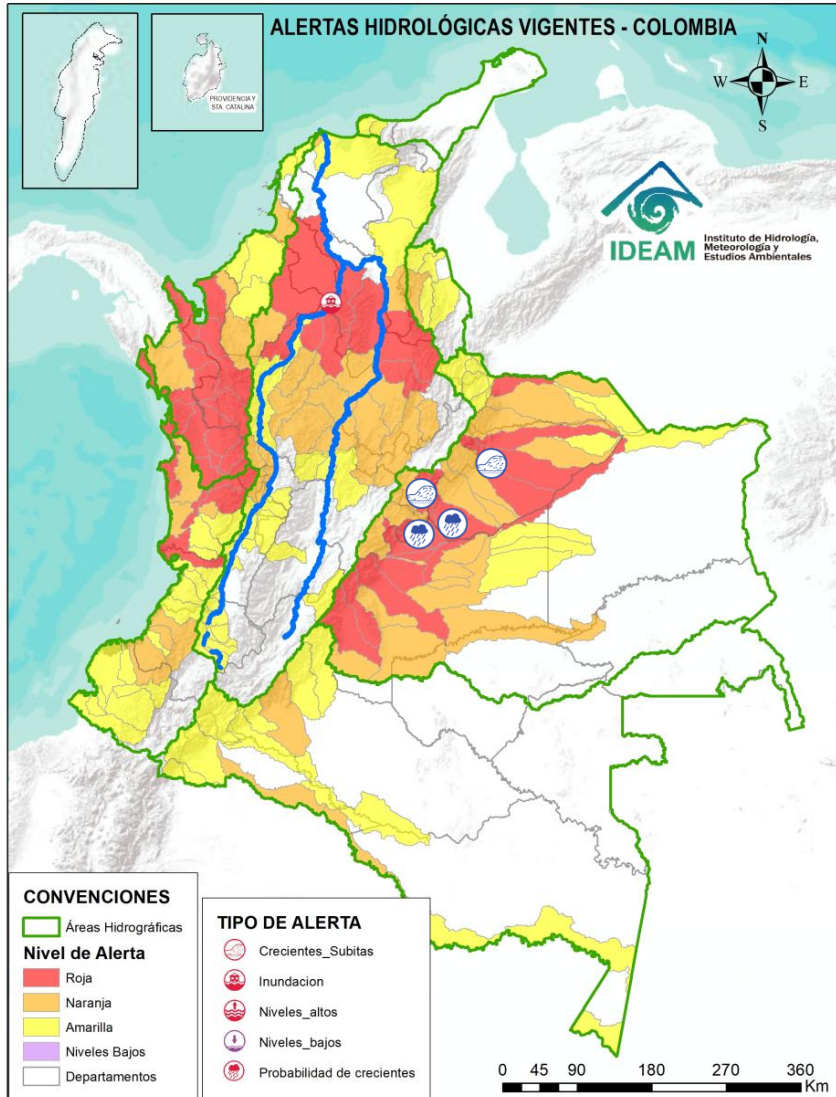 ALERTAS HIDROLÓGICAS VIGENTES - COLOMBIA
PROVIDENCIA Y
STA. CATALINA
N
W
E
S
IDEAM
Instituto de Hidrología,
Meteorología y
Estudios Ambientales
CONVENCIONES
Áreas Hidrográficas
Nivel de Alerta
Roja
Naranja
Amarilla
Niveles Bajos
Departamentos
TIPO DE ALERTA
Crecientes_Subitas
Inundacion
Niveles_altos
Niveles_bajos
Probabilidad de crecientes
0 45 90 180 270 360
Km